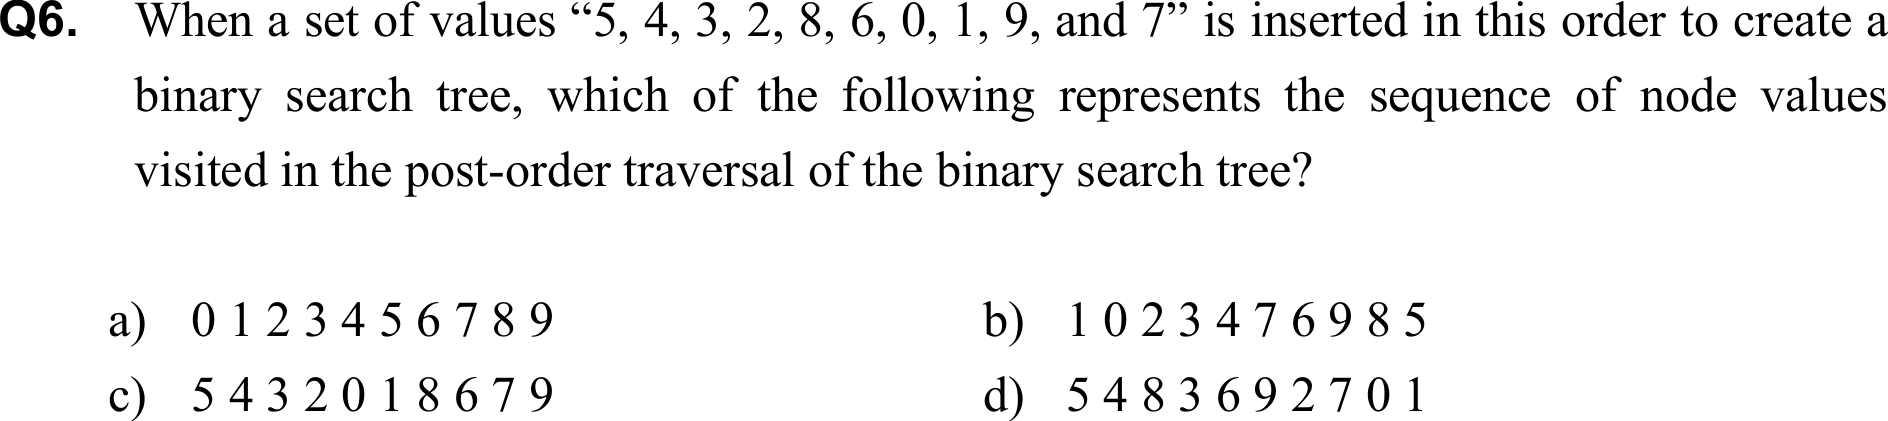 Q6. When a set of values “5, 4, 3, 2, 8, 6, 0, 1, 9, and 7” is inserted in this order to create a
binary search tree, which of the following represents the sequence of node values
visited in the post-order traversal of the binary search tree?
a) 0 1 2 3 4 5 6 7 8 9 b) 1 0 2 3 4 7 6 9 8 5
c) 5 4 3 2 0 1 8 6 7 9 d) 5 4 8 3 6 9 2 7 0 1